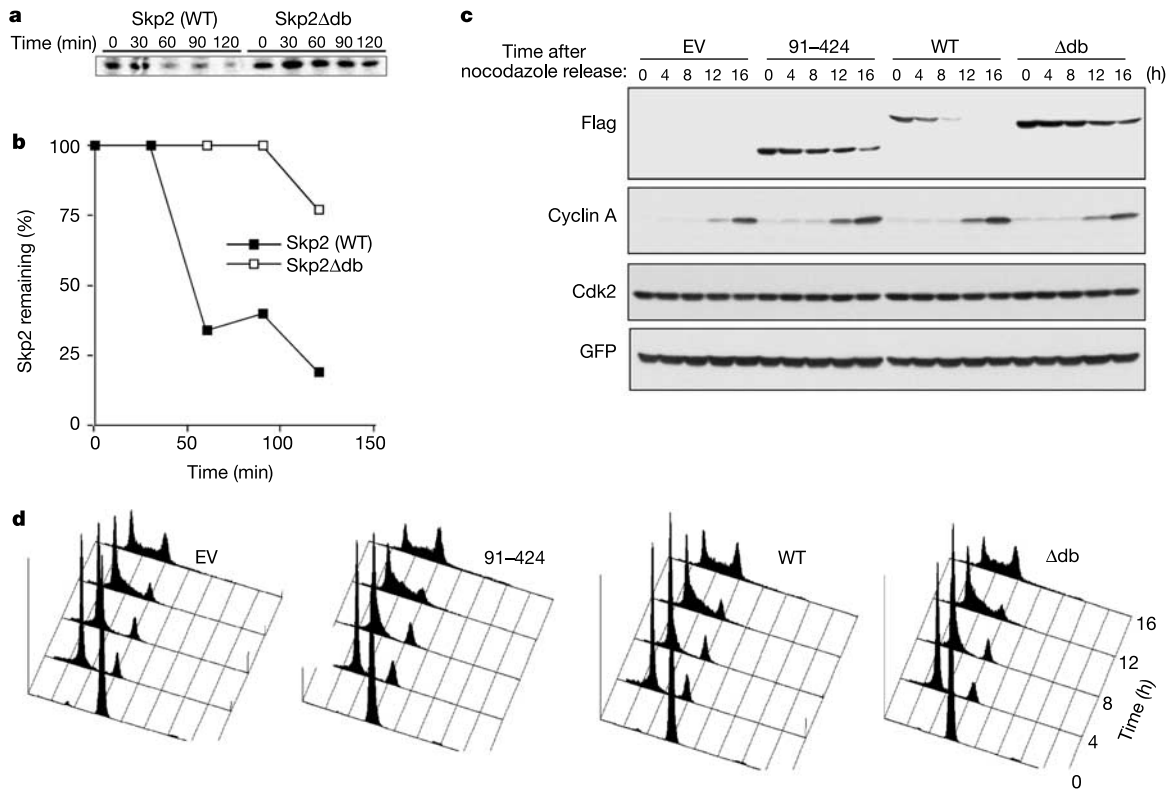 a
Skp2 (WT) Skp2Δdb
Time (min) 0 30 60 90 120 0 30 60 90 120
b
100
75
50
25
0
Skp2 remaining (%)
Skp2 (WT)
Skp2Δdb
0 50 100 150
Time (min)
c
EV 91–424 WT Δdb
Time after
nocodazole release: 0 4 8 12 16 0 4 8 12 16 0 4 8 12 16 0 4 8 12 16 (h)
Flag
Cyclin A
Cdk2
GFP
d
EV 91–424 WT Δdb
16
12
8
4
0
Time (h)